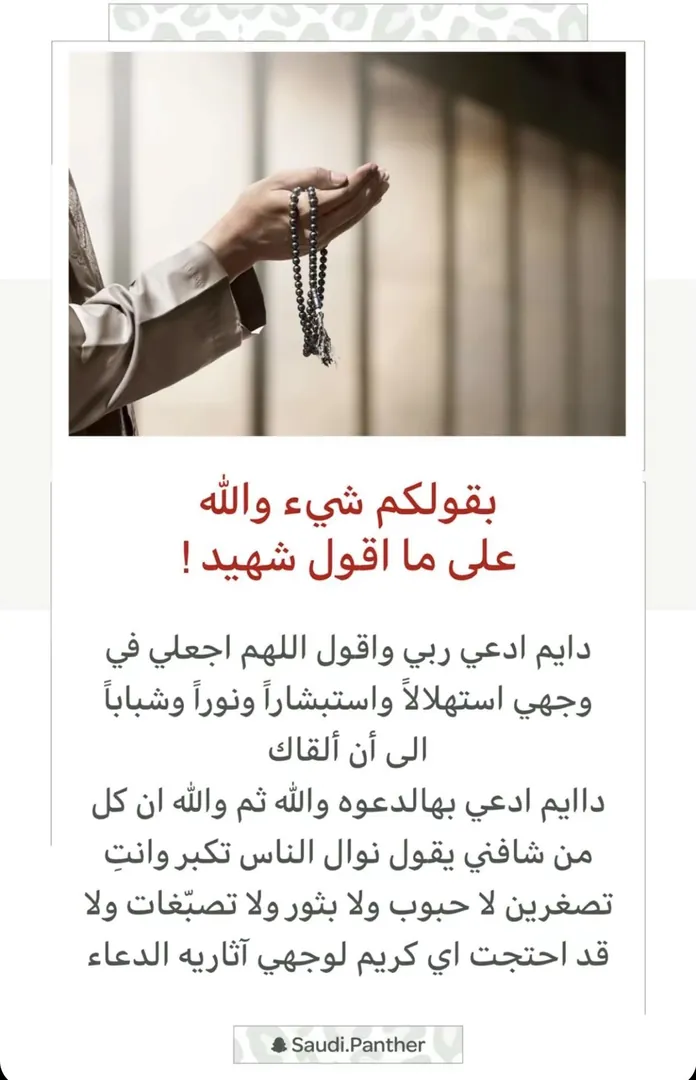 بقولكم شيء والله
على ما اقول شهيد !
دايم ادعي ربي واقول اللهم اجعلي في
وجهي استهلالاً واستبشاراً ونوراً وشباباً
الى أن ألقاك
داايم ادعي بهالدعوه والله ثم والله ان كل
من شافني يقول نوال الناس تكبر وانتِ
تصغرين لا حبوب ولا بثور ولا تصبّغات ولا
قد احتجت اي كريم لوجهي آثاريه الدعاء
Saudi.Panther